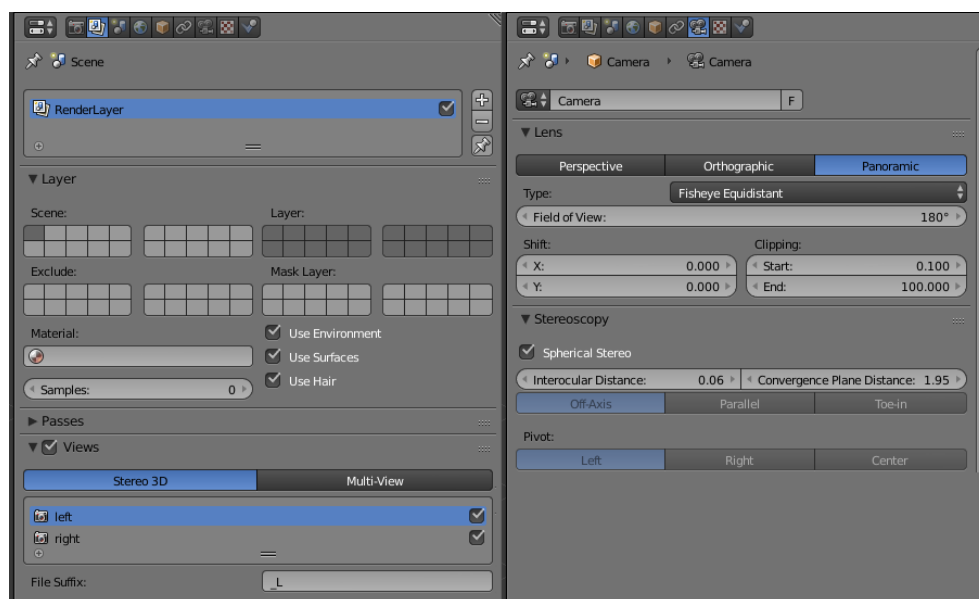 Scene
RenderLayer
Layer
Scene:
Layer:
Exclude:
Mask Layer:
Material:
Use Environment
Use Surfaces
Samples: 0
Use Hair
Passes
Views
Stereo 3D
Multi-View
left
right
File Suffix:
_L
Camera
Camera
Camera
F
Lens
Perspective
Orthographic
Panoramic
Type:
Fisheye Equidistant
Field of View: 180°
Shift:
Clipping:
X: 0.000
Start: 0.100
Y: 0.000
End: 100.000
Stereoscopy
Spherical Stereo
Interocular Distance: 0.06
Convergence Plane Distance: 1.95
Off-Axis
Parallel
Toe-in
Pivot:
Left
Right
Center